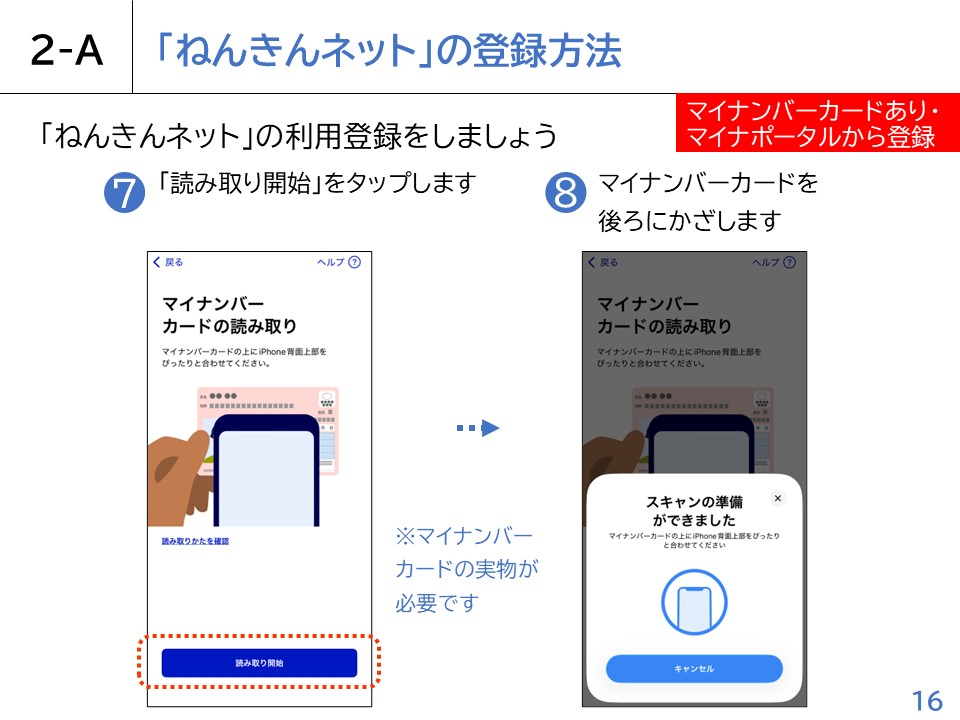 2-A
「ねんきんネット」の登録方法
マイナンバーカードあり・
マイナポータルから登録
「ねんきんネット」の利用登録をしましょう
7
「読み取り開始」をタップします
8
マイナンバーカードを
後ろにかざします
戻る
ヘルプ ?
マイナンバー
カードの読み取り
マイナンバーカードの上にiPhone背面上部を
ぴったりと合わせてください。
読み取りかたを確認
読み取り開始
※マイナンバー
カードの実物が
必要です
戻る
ヘルプ ?
マイナンバー
カードの読み取り
マイナンバーカードの上にiPhone背面上部を
ぴったりと合わせてください。
スキャンの準備
ができました
マイナンバーカードの上にiPhone背面上部をぴったり
と合わせてください
キャンセル
16